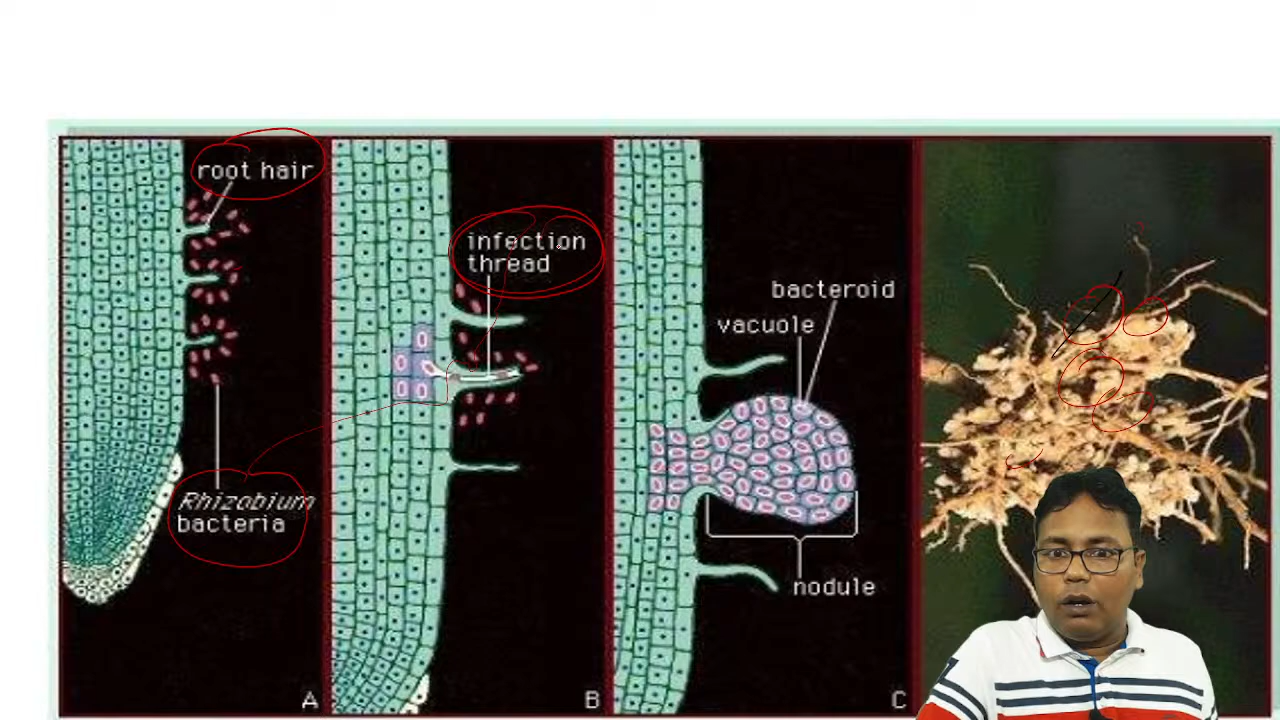 root hair
Rhizobium
bacteria
A
infection
thread
B
bacteroid
vacuole
nodule
C